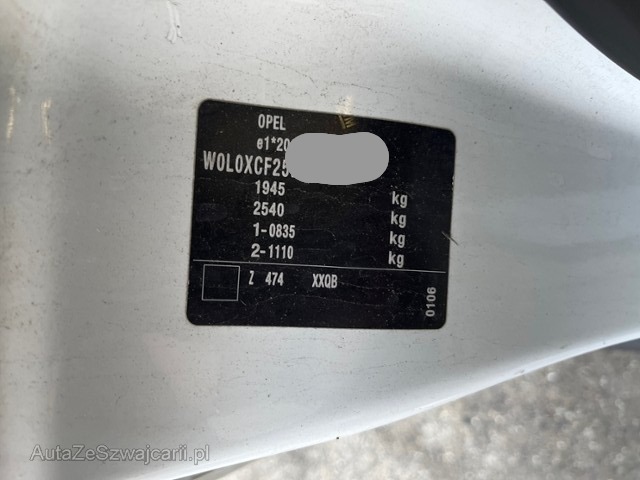 OPEL
e1*20
W0L0XCF25
1945 kg
2540 kg
1-0835 kg
2-1110 kg
Z 474 XXQB
0106
AutaZeSzwajcarii.pl